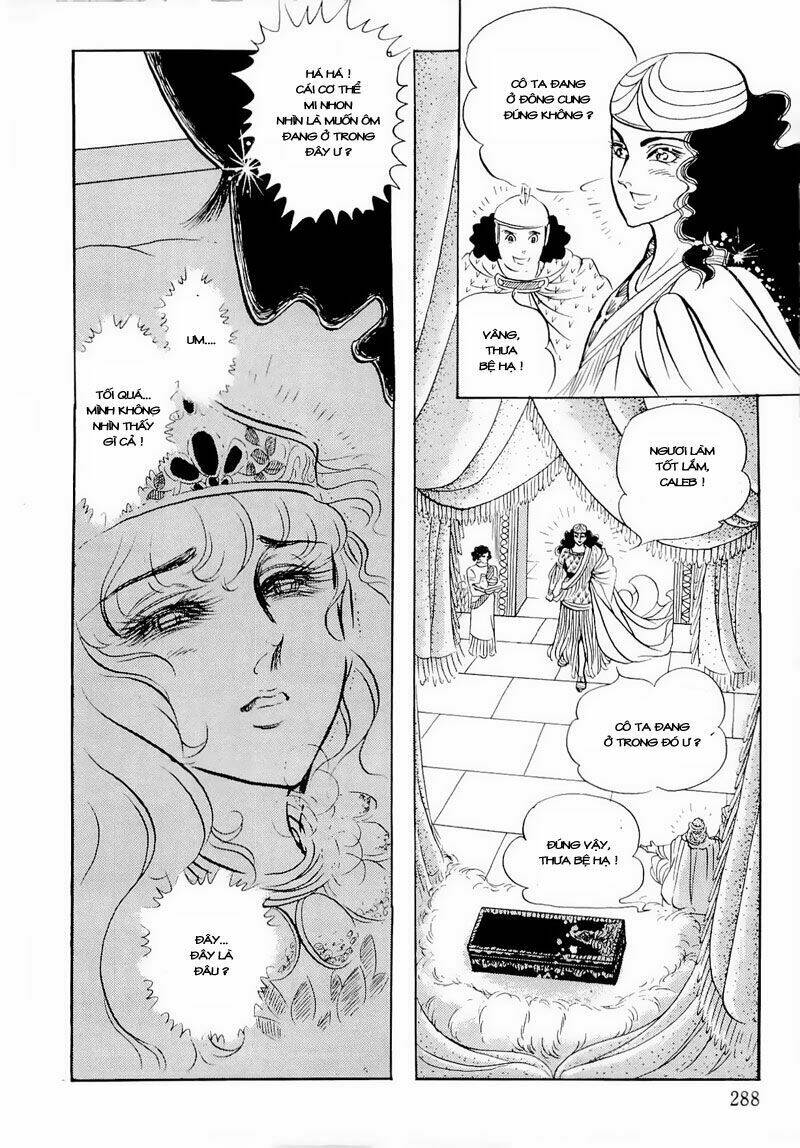 CÔ TA ĐANG
Ở ĐÔNG CUNG
ĐÚNG KHÔNG ?
VÂNG,
THƯA
BỆ HẠ !
NGƯƠI LÀM
TỐT LẮM,
CALEB !
CÔ TA ĐANG
Ở TRONG ĐÓ Ư ?
ĐÚNG VẬY,
THƯA BỆ HẠ !
HÁ HÁ !
CÁI CƠ THỂ
MI NHON
NHÌN LÀ MUỐN ÔM
ĐANG Ở TRONG
ĐÂY Ư ?
ƯM....
TỐI QUÁ...
MÌNH KHÔNG
NHÌN THẤY
GÌ CẢ !
ĐÂY...
ĐÂY LÀ
ĐÂU ?
288